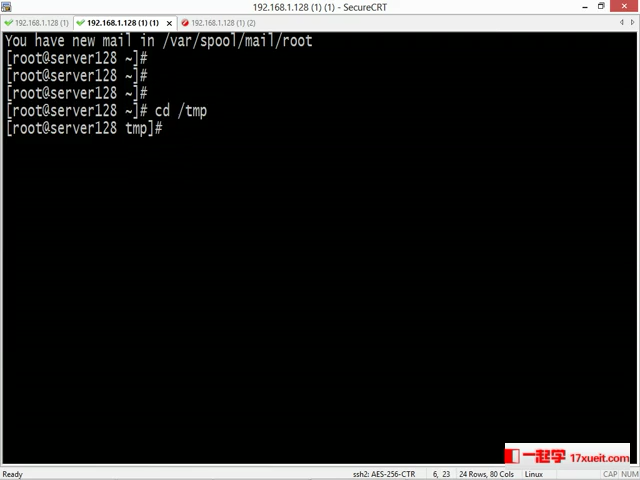 192.168.1.128 (1) (1) - SecureCRT
192.168.1.128 (1)
192.168.1.128 (1) (1)
192.168.1.128 (1) (2)
You have new mail in /var/spool/mail/root
[root@server128 ~]#
[root@server128 ~]#
[root@server128 ~]#
[root@server128 ~]# cd /tmp
[root@server128 tmp]#
一起学 17xueit.com
Ready ssh2: AES-256-CTR 6, 23 24 Rows, 80 Cols Linux CAP NUM